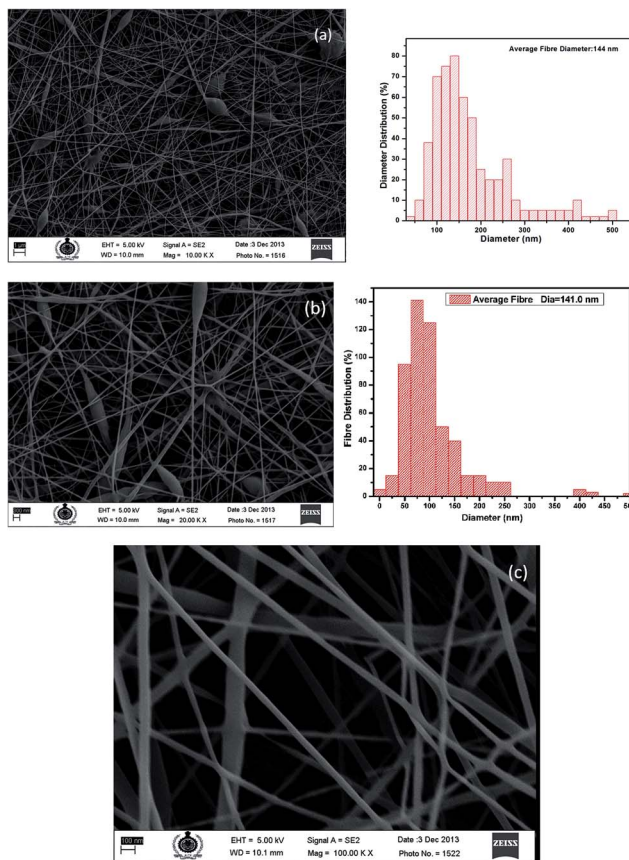 (a)
1 µm
EHT = 5.00 kV Signal A = SE2 Date :3 Dec 2013
WD = 10.0 mm Mag = 10.00 K X Photo No. = 1516
ZEISS
Average Fibre Diameter:144 nm
Diameter Distribution (%)
80
70
60
50
40
30
20
10
0
100 200 300 400 500
Diameter (nm)
(b)
EHT = 5.00 kV Signal A = SE2 Date :3 Dec 2013
WD = 10.0 mm Mag = 20.00 K X Photo No. = 1517
ZEISS
Average Fibre Dia=141.0 nm
Fibre Distribution (%)
140
120
100
80
60
40
20
0
0 50 100 150 200 250 300 350 400 450
Diameter (nm)
(c)
100 nm
EHT = 5.00 kV Signal A = SE2 Date :3 Dec 2013
WD = 10.1 mm Mag = 100.00 K X Photo No. = 1522
ZEISS